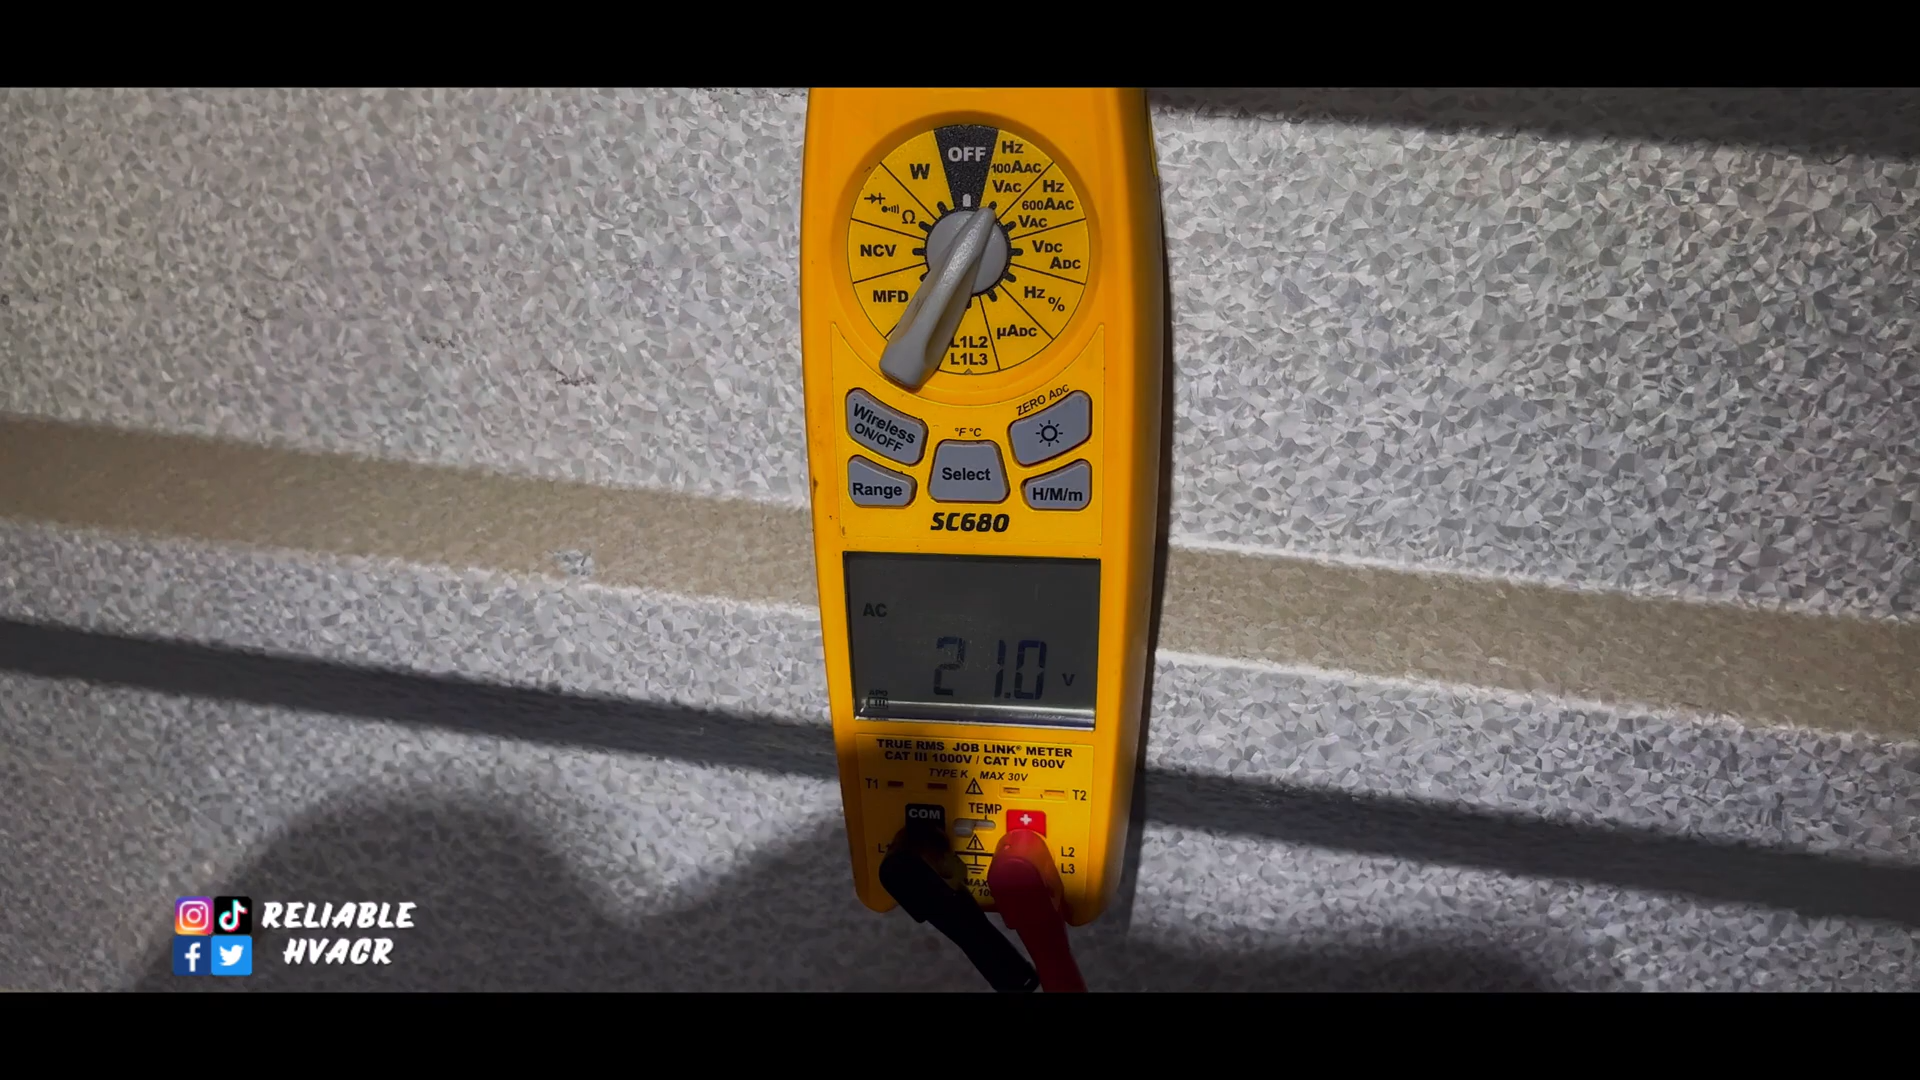 OFF
W
Hz
100AAC
VAC
Hz
600AAC
VAC
Ω
NCV
VDC
ADC
MFD
Hz %
µADC
L1L2
L1L3
Wireless
ON/OFF
ZERO ADC
°F °C
Select
Range
H/M/m
SC680
AC
21.0 V
APO
TRUE RMS JOB LINK® METER
CAT III 1000V / CAT IV 600V
TYPE K MAX 30V
T1
T2
COM
TEMP
+
L2
L3
RELIABLE
HVACR